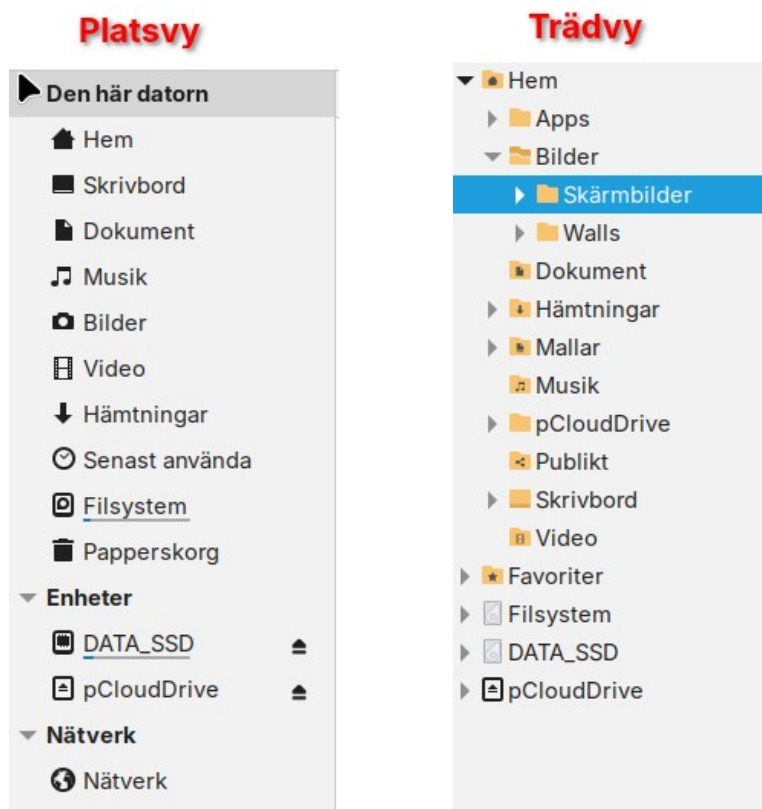 Platsvy
Den här datorn
Hem
Skrivbord
Dokument
Musik
Bilder
Video
Hämtningar
Senast använda
Filsystem
Papperskorg
Enheter
DATA_SSD
pCloudDrive
Nätverk
Nätverk
Trädvy
Hem
Apps
Bilder
Skärmbilder
Walls
Dokument
Hämtningar
Mallar
Musik
pCloudDrive
Publikt
Skrivbord
Video
Favoriter
Filsystem
DATA_SSD
pCloudDrive